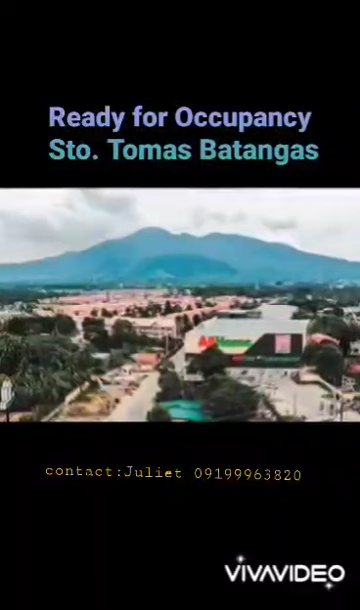 Ready for Occupancy
Sto. Tomas Batangas
contact:Juliet 09199963820
VIVAVIDEO